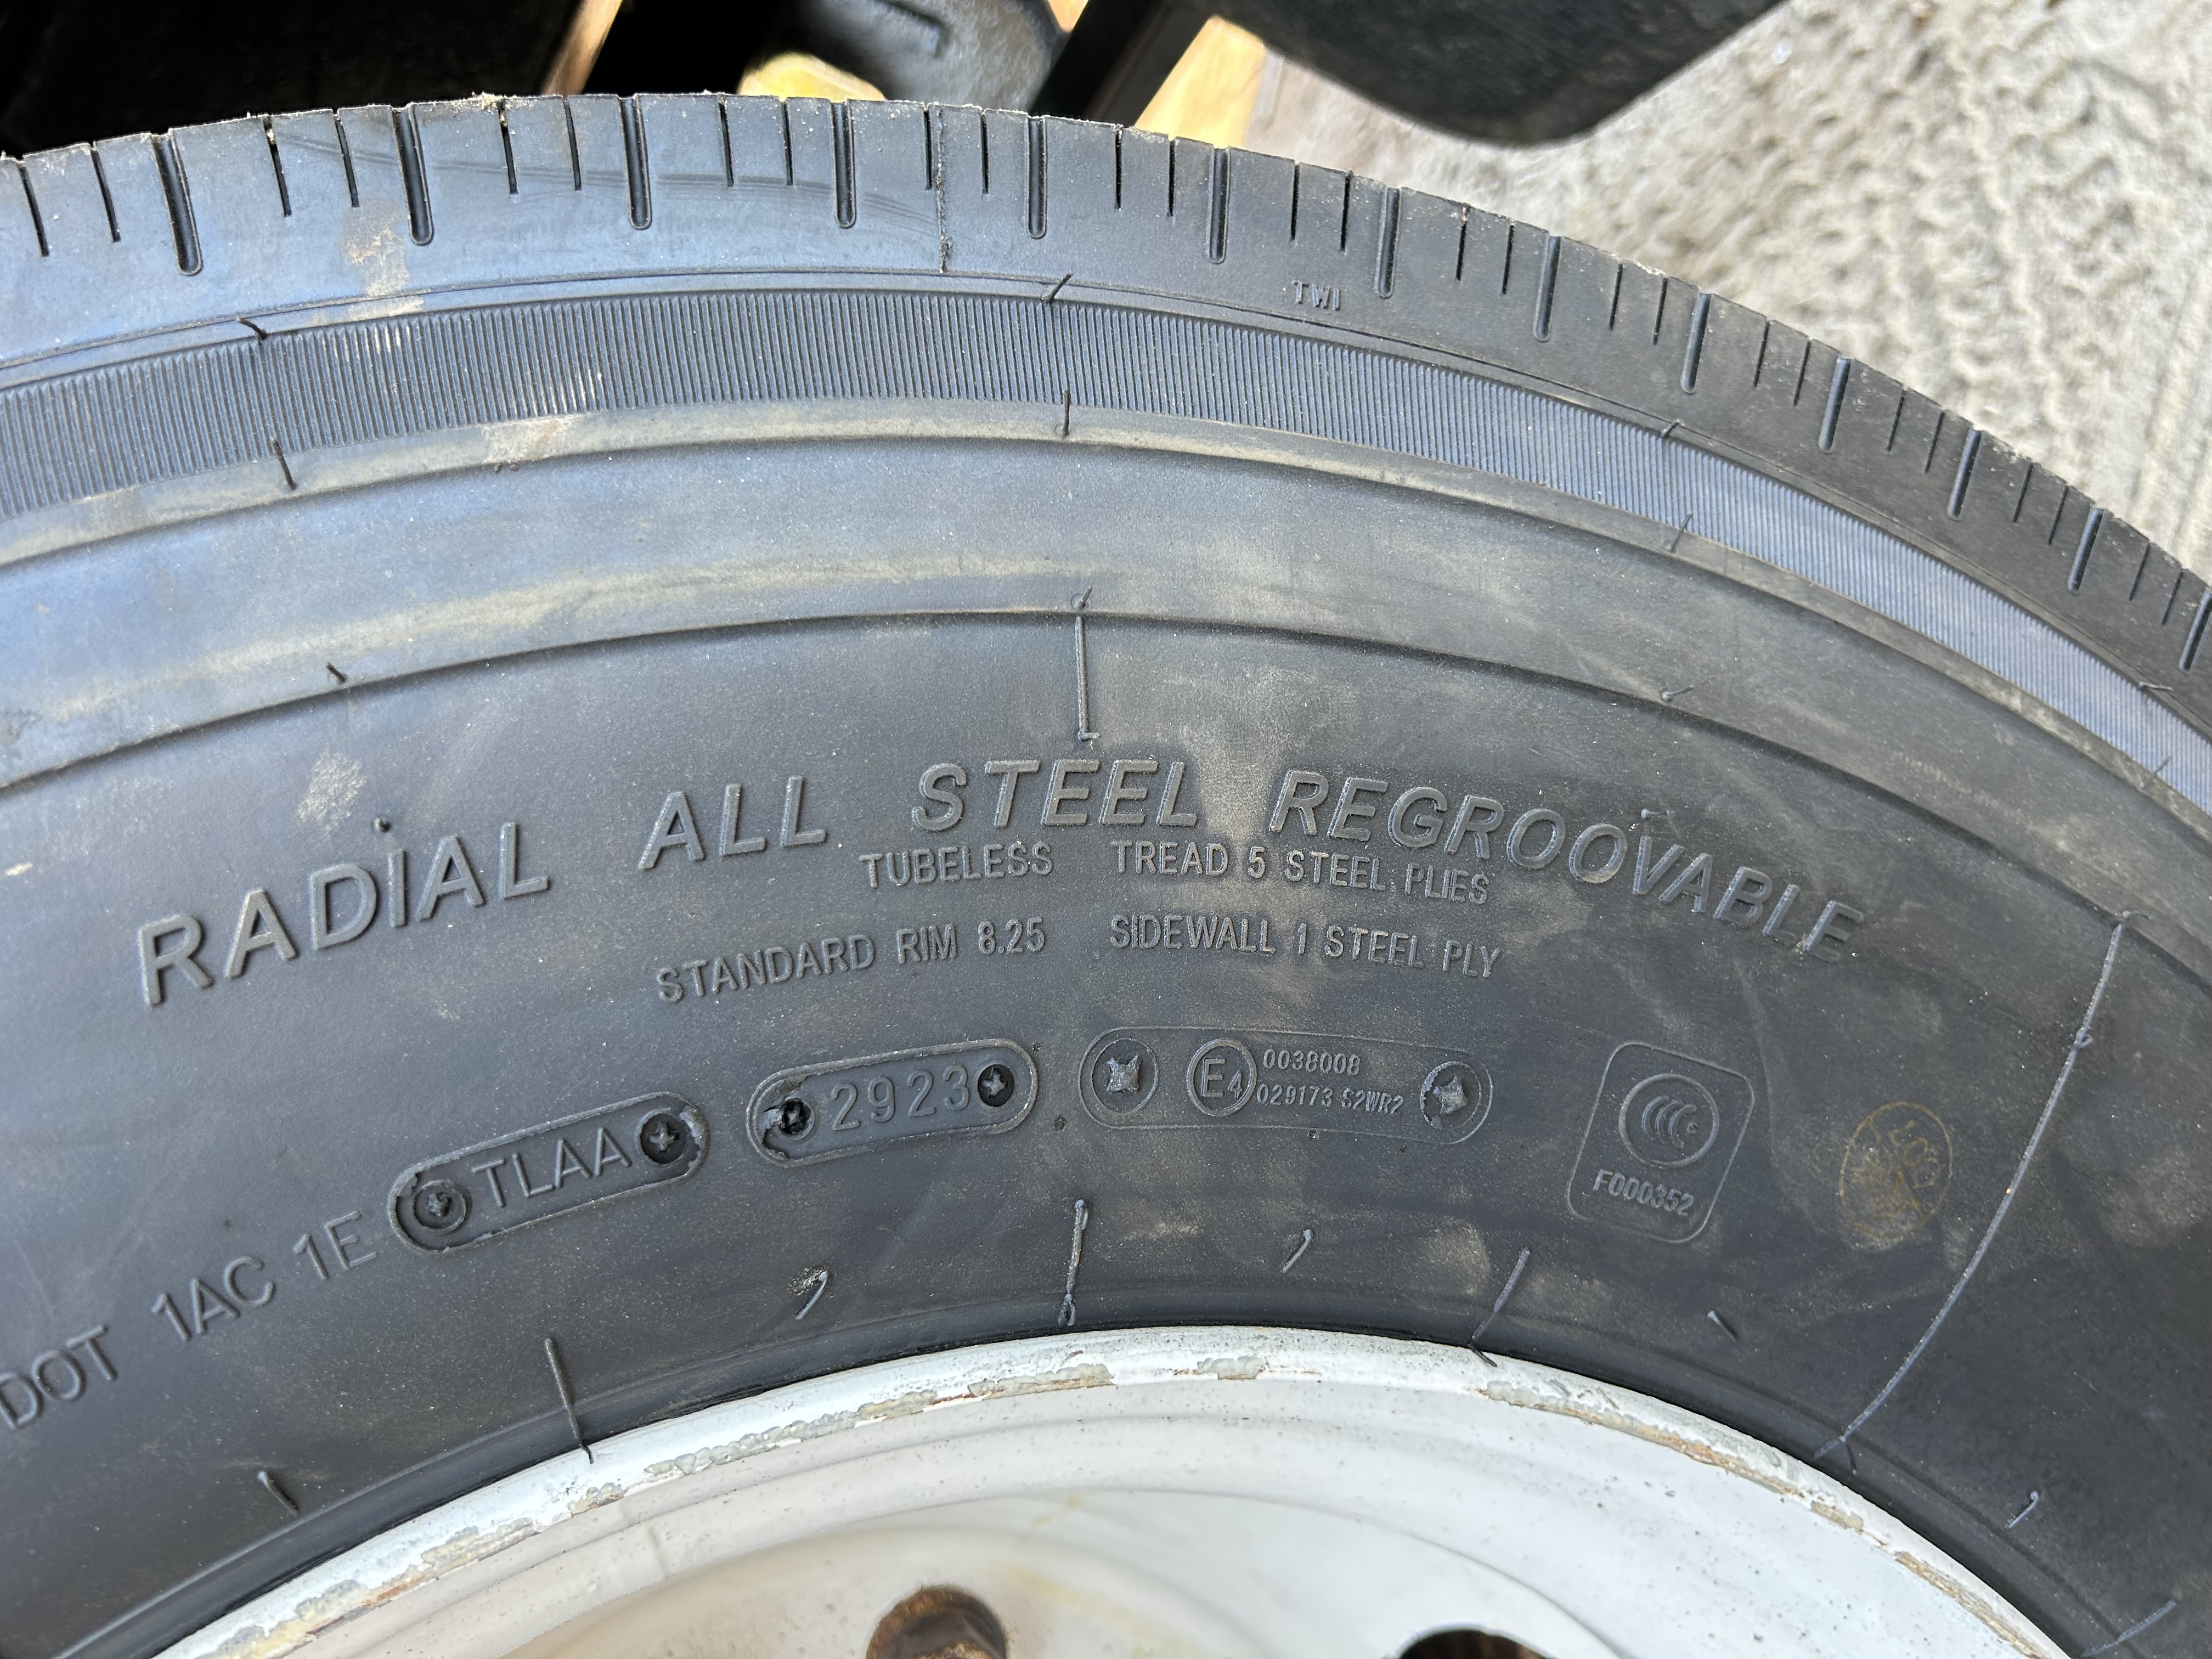 TWI
RADIAL ALL STEEL REGROOVABLE
TUBELESS TREAD 5 STEEL PLIES
STANDARD RIM 8.25 SIDEWALL 1 STEEL PLY
DOT 1AC 1E TLAA 2923
E4 0038008
029173 S2WR2
CCC
F000352